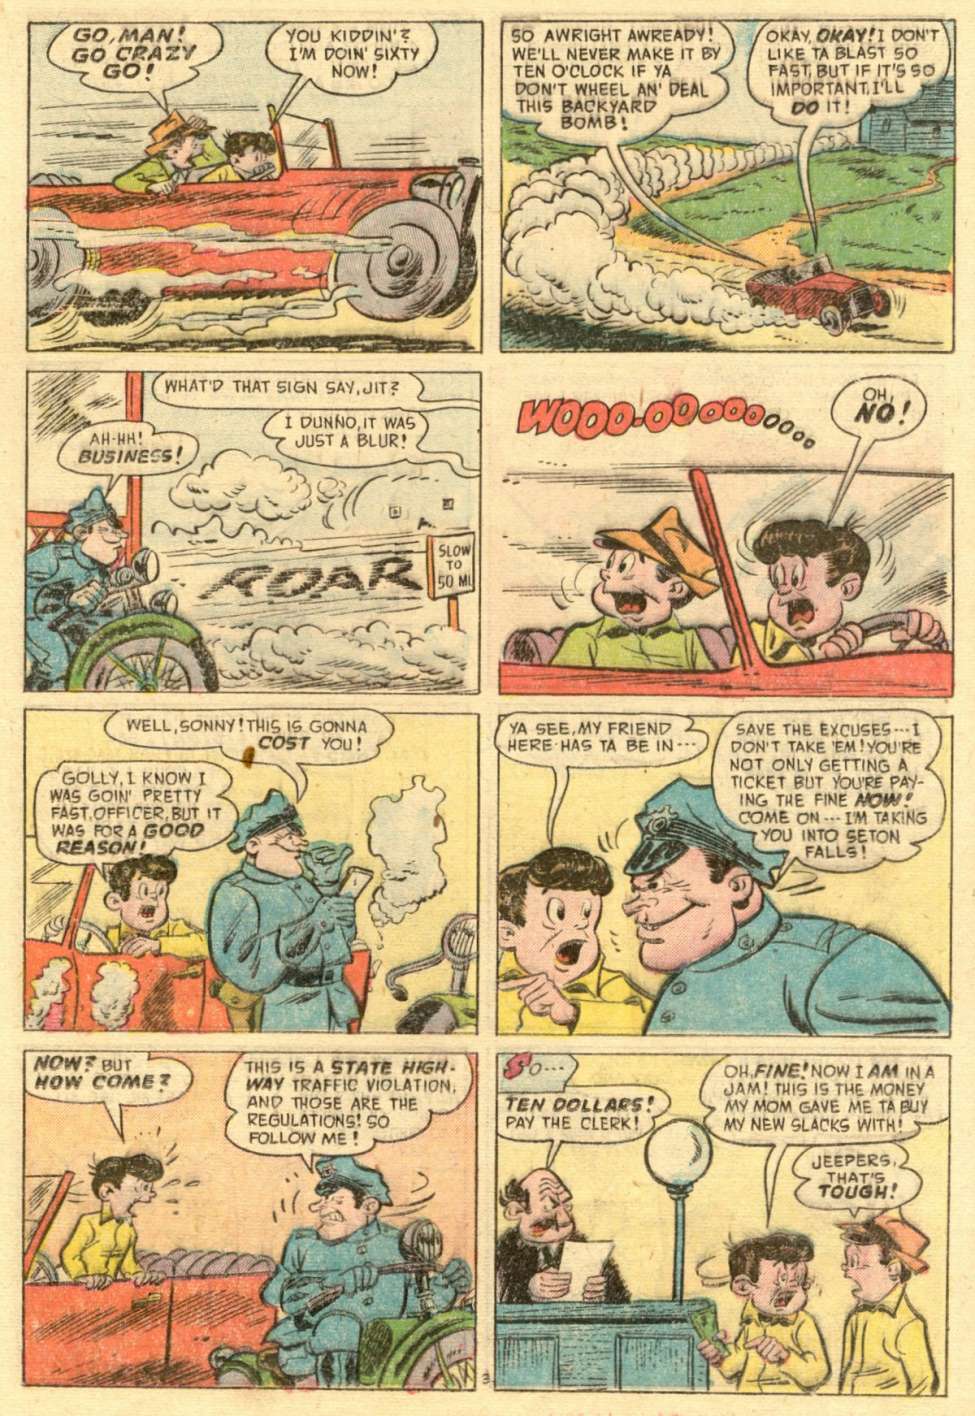 GO, MAN!
GO CRAZY
GO!
YOU KIDDIN'?
I'M DOIN' SIXTY
NOW!
SO AWRIGHT AWREADY!
WE'LL NEVER MAKE IT BY
TEN O'CLOCK IF YA
DON'T WHEEL AN' DEAL
THIS BACKYARD
BOMB!
OKAY, OKAY! I DON'T
LIKE TA BLAST SO
FAST, BUT IF IT'S SO
IMPORTANT, I'LL
DO IT!
WHAT'D THAT SIGN SAY, JIT?
I DUNNO, IT WAS
JUST A BLUR!
AH-HH!
BUSINESS!
ROAR
SLOW
TO
50 MI.
WOOO-OOOOOOOOOO
OH,
NO!
WELL, SONNY! THIS IS GONNA
COST YOU!
GOLLY, I KNOW I
WAS GOIN' PRETTY
FAST, OFFICER, BUT IT
WAS FOR A GOOD
REASON!
YA SEE, MY FRIEND
HERE HAS TA BE IN---
SAVE THE EXCUSES---I
DON'T TAKE 'EM! YOU'RE
NOT ONLY GETTING A
TICKET BUT YOU'RE PAY-
ING THE FINE NOW!
COME ON---I'M TAKING
YOU INTO SETON
FALLS!
NOW? BUT
HOW COME?
THIS IS A STATE HIGH-
WAY TRAFFIC VIOLATION,
AND THOSE ARE THE
REGULATIONS! SO
FOLLOW ME!
SO---
TEN DOLLARS!
PAY THE CLERK!
OH, FINE! NOW I AM IN A
JAM! THIS IS THE MONEY
MY MOM GAVE ME TA BUY
MY NEW SLACKS WITH!
JEEPERS,
THAT'S
TOUGH!
3